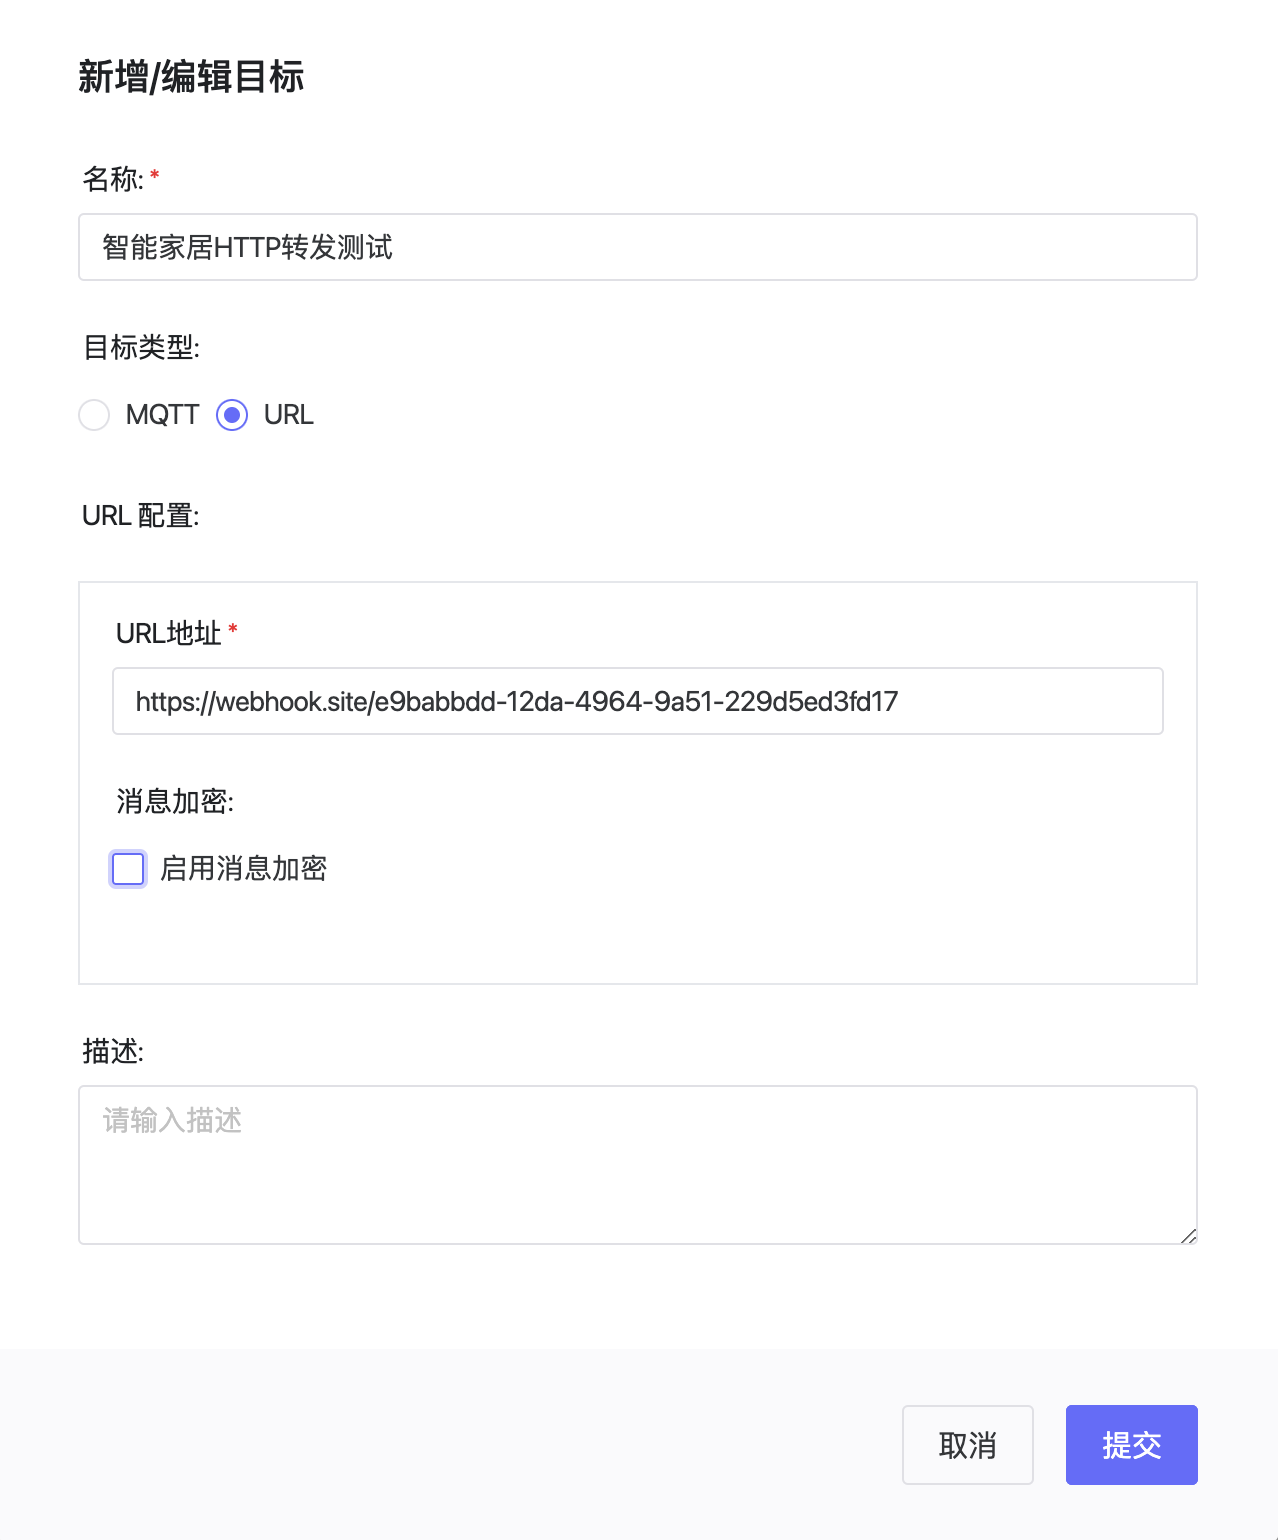 新增/编辑目标
名称: *
智能家居HTTP转发测试
目标类型:
MQTT URL
URL 配置:
URL地址 *
https://webhook.site/e9babbdd-12da-4964-9a51-229d5ed3fd17
消息加密:
启用消息加密
描述:
请输入描述
取消 提交